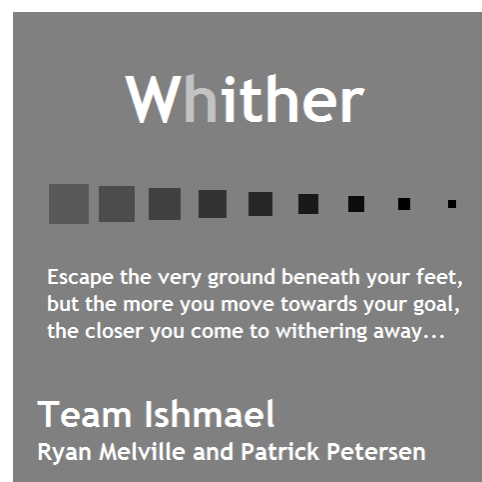 Whither
Escape the very ground beneath your feet,
but the more you move towards your goal,
the closer you come to withering away...
Team Ishmael
Ryan Melville and Patrick Petersen